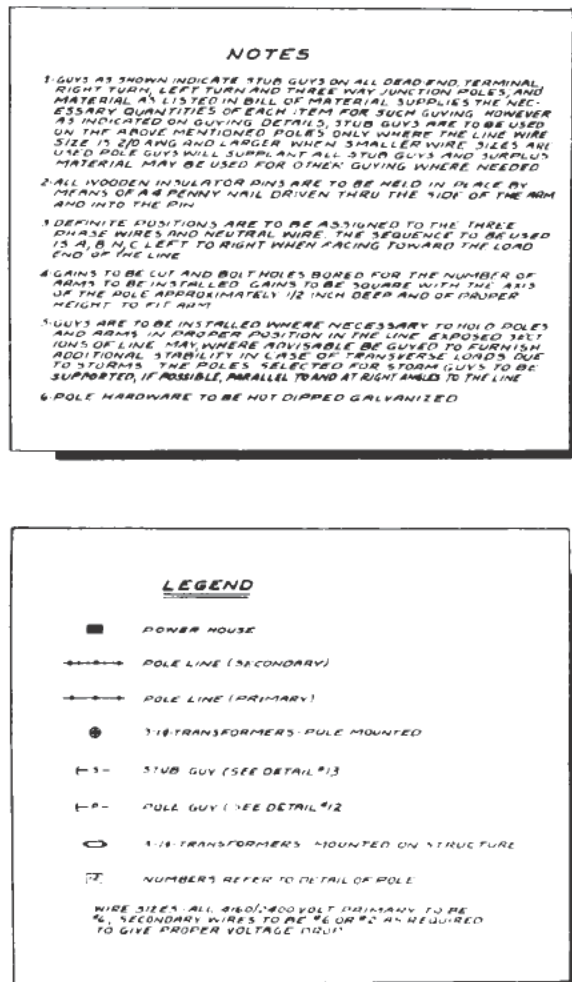 NOTES
1-GUYS AS SHOWN INDICATE STUB GUYS ON ALL DEAD-END, TERMINAL,
RIGHT TURN, LEFT TURN AND THREE WAY JUNCTION POLES, AND
MATERIAL AS LISTED IN BILL OF MATERIAL SUPPLIES THE NEC-
ESSARY QUANTITIES OF EACH ITEM FOR SUCH GUYING HOWEVER
AS INDICATED ON GUYING DETAILS, STUB GUYS ARE TO BE USED
ON THE ABOVE MENTIONED POLES ONLY WHERE THE LINE WIRE
SIZE IS 2/0 AWG AND LARGER WHEN SMALLER WIRE SIZES ARE
USED POLE GUYS WILL SUPPLANT ALL STUB GUYS AND SURPLUS
MATERIAL MAY BE USED FOR OTHER GUYING WHERE NEEDED
2-ALL WOODEN INSULATOR PINS ARE TO BE HELD IN PLACE BY
MEANS OF A 4 PENNY NAIL DRIVEN THRU THE SIDE OF THE ARM
AND INTO THE PIN
3-DEFINITE POSITIONS ARE TO BE ASSIGNED TO THE THREE
PHASE WIRES AND NEUTRAL WIRE. THE SEQUENCE TO BE USED
IS A, B N, C LEFT TO RIGHT WHEN FACING TOWARD THE LOAD
END OF THE LINE
4-GAINS TO BE CUT AND BOLT HOLES BORED FOR THE NUMBER OF
ARMS TO BE INSTALLED GAINS TO BE SQUARE WITH THE AXIS
OF THE POLE APPROXIMATELY 1/2 INCH DEEP AND OF PROPER
HEIGHT TO FIT ARM
5-GUYS ARE TO BE INSTALLED WHERE NECESSARY TO HOLD POLES
AND ARMS IN PROPER POSITION IN THE LINE EXPOSED SECT
IONS OF LINE MAY, WHERE ADVISABLE BE GUYED TO FURNISH
ADDITIONAL STABILITY IN CASE OF TRANSVERSE LOADS DUE
TO STORMS THE POLES SELECTED FOR STORM GUYS TO BE
SUPPORTED, IF POSSIBLE, PARALLEL TO AND AT RIGHT ANGLES TO THE LINE
6-POLE HARDWARE TO BE HOT DIPPED GALVANIZED
LEGEND
POWER HOUSE
POLE LINE (SECONDARY)
POLE LINE (PRIMARY)
3-1φ-TRANSFORMERS-POLE MOUNTED
S STUB GUY (SEE DETAIL #13
P POLE GUY (SEE DETAIL #12
TRANSFORMERS MOUNTED ON STRUCTURE
NUMBERS REFER TO DETAIL OF POLE
WIRE SIZES-ALL 4160/2400 VOLT PRIMARY TO BE
#6, SECONDARY WIRES TO BE #6 OR #2 AS REQUIRED
TO GIVE PROPER VOLTAGE DROP